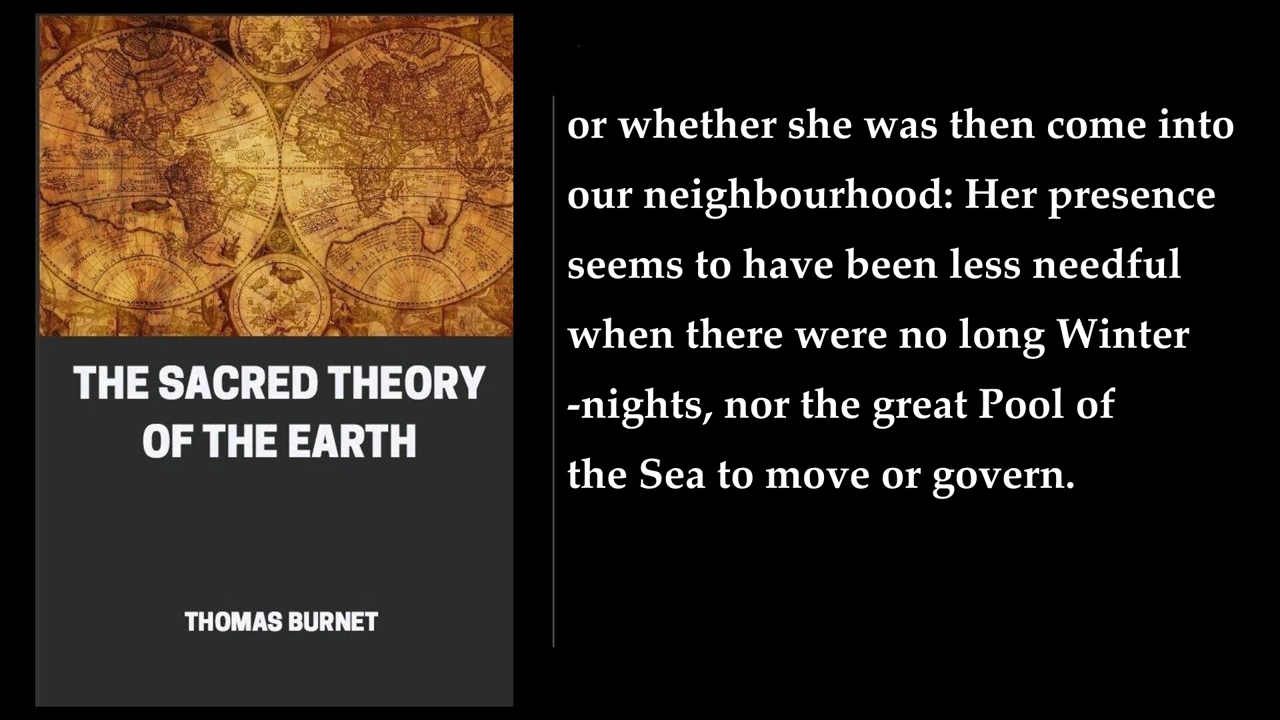 THE SACRED THEORY
OF THE EARTH
THOMAS BURNET
or whether she was then come into
our neighbourhood: Her presence
seems to have been less needful
when there were no long Winter
-nights, nor the great Pool of
the Sea to move or govern.